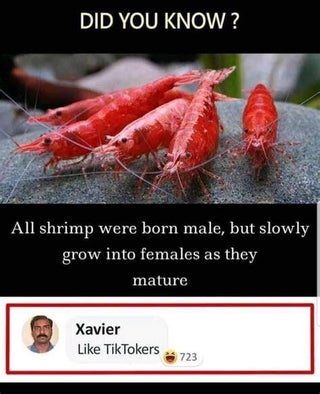 DID YOU KNOW ?
All shrimp were born male, but slowly
grow into females as they
mature
Xavier
Like TikTokers
723